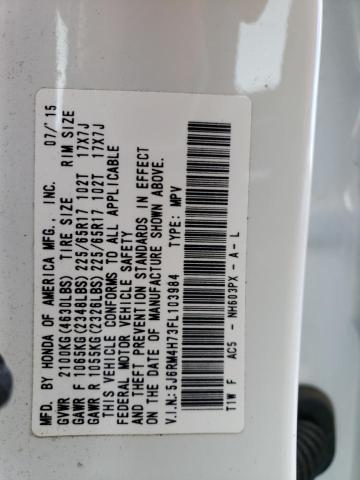 MFD. BY HONDA OF AMERICA MFG., INC. 07/'15
GVWR 2100KG(4630LBS) TIRE SIZE RIM SIZE
GAWR F 1065KG(2348LBS) 225/65R17 102T 17X7J
GAWR R 1055KG(2326LBS) 225/65R17 102T 17X7J
THIS VEHICLE CONFORMS TO ALL APPLICABLE
FEDERAL MOTOR VEHICLE SAFETY
AND THEFT PREVENTION STANDARDS IN EFFECT
ON THE DATE OF MANUFACTURE SHOWN ABOVE.
V.I.N.:5J6RM4H73FL103984 TYPE: MPV
T1W F AC5 - NH603PX - A - L